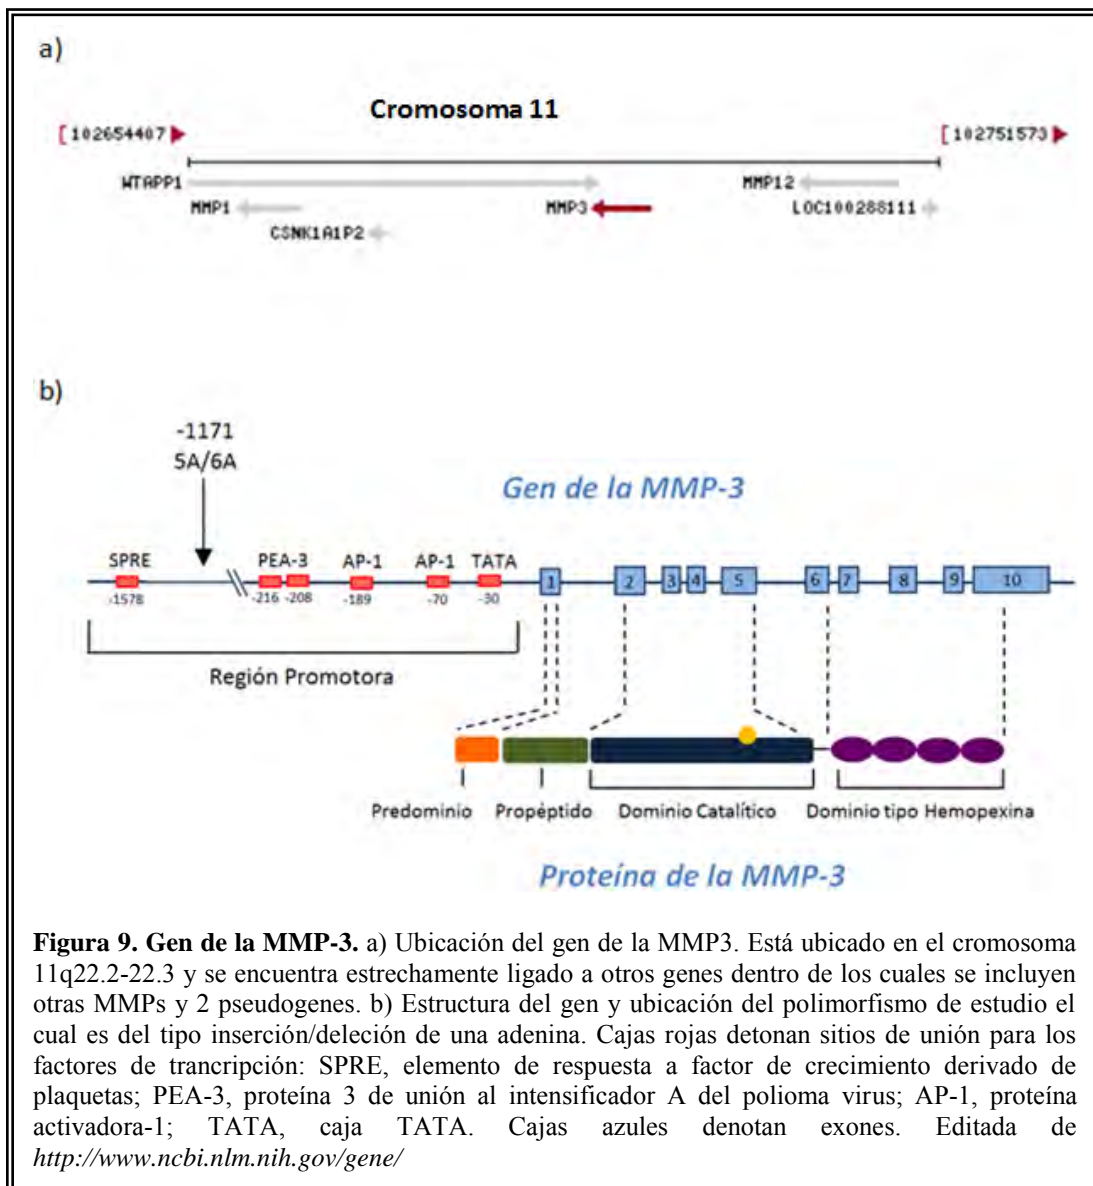 a)
Cromosoma 11
[102654407
[102751573
WTAPP1
MMP12
MMP1
MMP3
LOC100288111
CSNK1A1P2
b)
-1171
5A/6A
Gen de la MMP-3
SPRE
PEA-3
AP-1
AP-1
TATA
1
2
3
4
5
6
7
8
9
10
-1578
-216
-208
-189
-70
-30
Región Promotora
Predominio
Propéptido
Dominio Catalítico
Dominio tipo Hemopexina
Proteína de la MMP-3
Figura 9. Gen de la MMP-3. a) Ubicación del gen de la MMP3. Está ubicado en el cromosoma
11q22.2-22.3 y se encuentra estrechamente ligado a otros genes dentro de los cuales se incluyen
otras MMPs y 2 pseudogenes. b) Estructura del gen y ubicación del polimorfismo de estudio el
cual es del tipo inserción/deleción de una adenina. Cajas rojas detonan sitios de unión para los
factores de trancripción: SPRE, elemento de respuesta a factor de crecimiento derivado de
plaquetas; PEA-3, proteína 3 de unión al intensificador A del polioma virus; AP-1, proteína
activadora-1; TATA, caja TATA. Cajas azules denotan exones. Editada de
http://www.ncbi.nlm.nih.gov/gene/